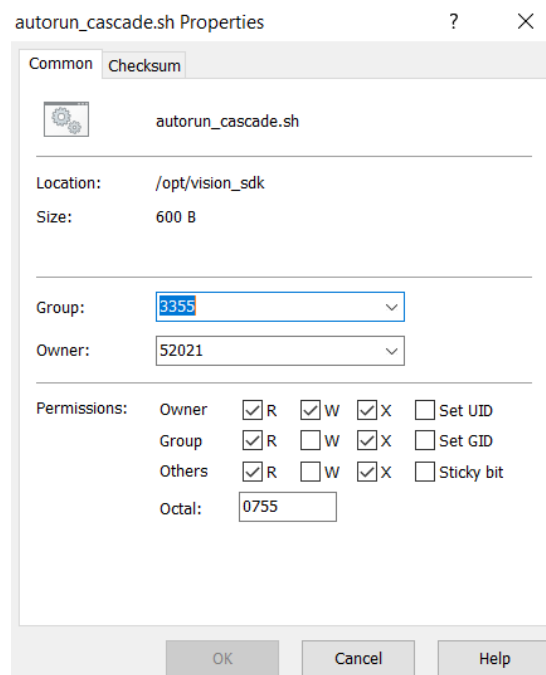 autorun_cascade.sh Properties ? ×
Common Checksum
autorun_cascade.sh
Location: /opt/vision_sdk
Size: 600 B
Group: 3355
Owner: 52021
Permissions: Owner R W X Set UID
Group R W X Set GID
Others R W X Sticky bit
Octal: 0755
OK Cancel Help